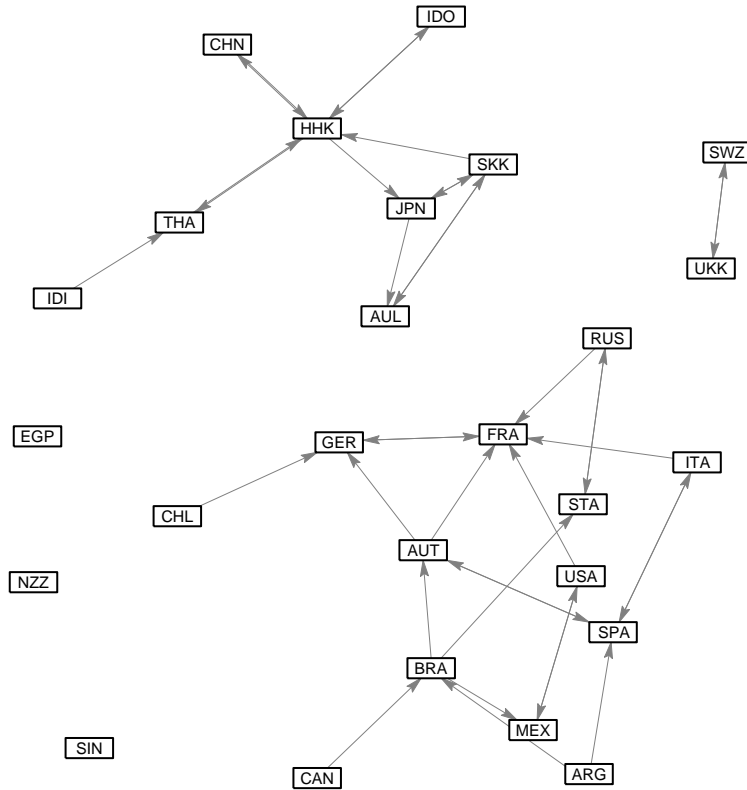 IDO
CHN
HHK
SWZ
SKK
JPN
THA
UKK
IDI
AUL
RUS
EGP
GER
FRA
ITA
STA
CHL
AUT
USA
NZZ
SPA
BRA
MEX
SIN
ARG
CAN